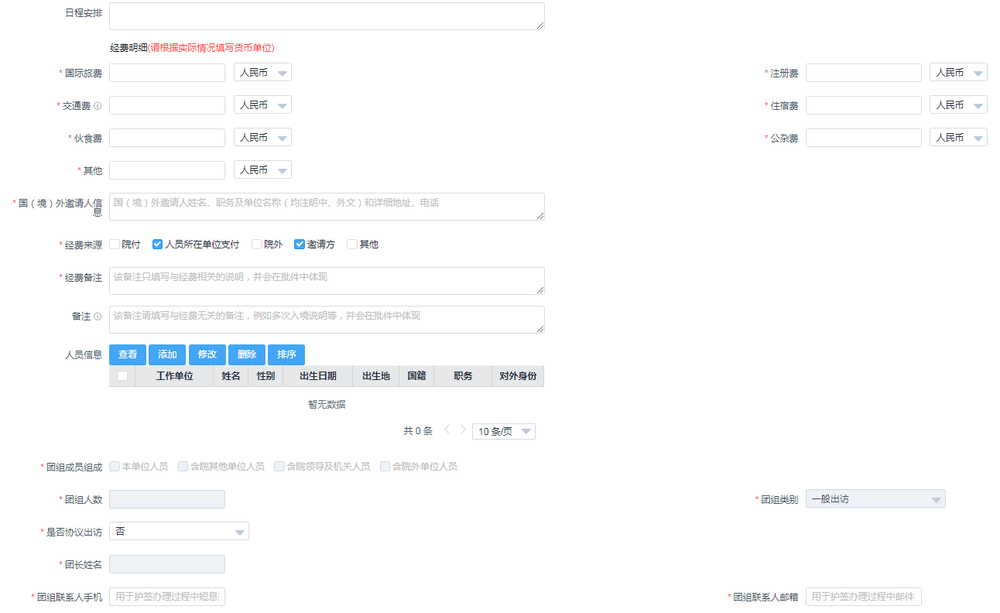 日程安排
经费明细(请根据实际情况填写货币单位)
* 国际旅费 人民币 * 注册费 人民币
* 交通费 人民币 * 住宿费 人民币
* 伙食费 人民币 * 公杂费 人民币
* 其他 人民币
* 国（境）外邀请人信息 国（境）外邀请人姓名、职务及单位名称（均注明中、外文）和详细地址、电话
* 经费来源 院付 人员所在单位支付 院外 邀请方 其他
* 经费备注 该备注只填写与经费相关的说明，并会在批件中体现
备注 该备注请填写与经费无关的备注，例如多次入境说明等，并会在批件中体现
人员信息 查看 添加 修改 删除 排序
工作单位 姓名 性别 出生日期 出生地 国籍 职务 对外身份
暂无数据
共 0 条 10 条/页
* 团组成员组成 本单位人员 含院其他单位人员 含院领导及机关人员 含院外单位人员
* 团组人数 * 团组类别 一般出访
* 是否协议出访 否
* 团长姓名
* 团组联系人手机 用于护签办理过程中短息 * 团组联系人邮箱 用于护签办理过程中邮件